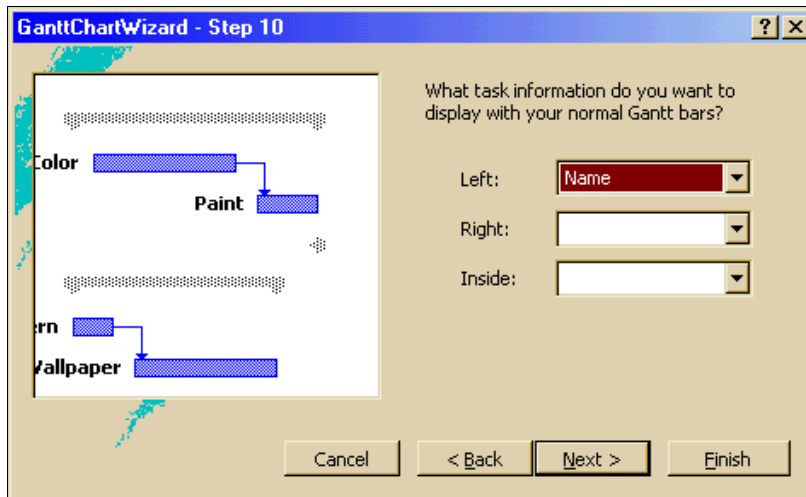 GanttChartWizard - Step 10
What task information do you want to
display with your normal Gantt bars?
Color
Paint
ern
Wallpaper
Left:
Name
Right:
Inside:
Cancel
< Back
Next >
Finish